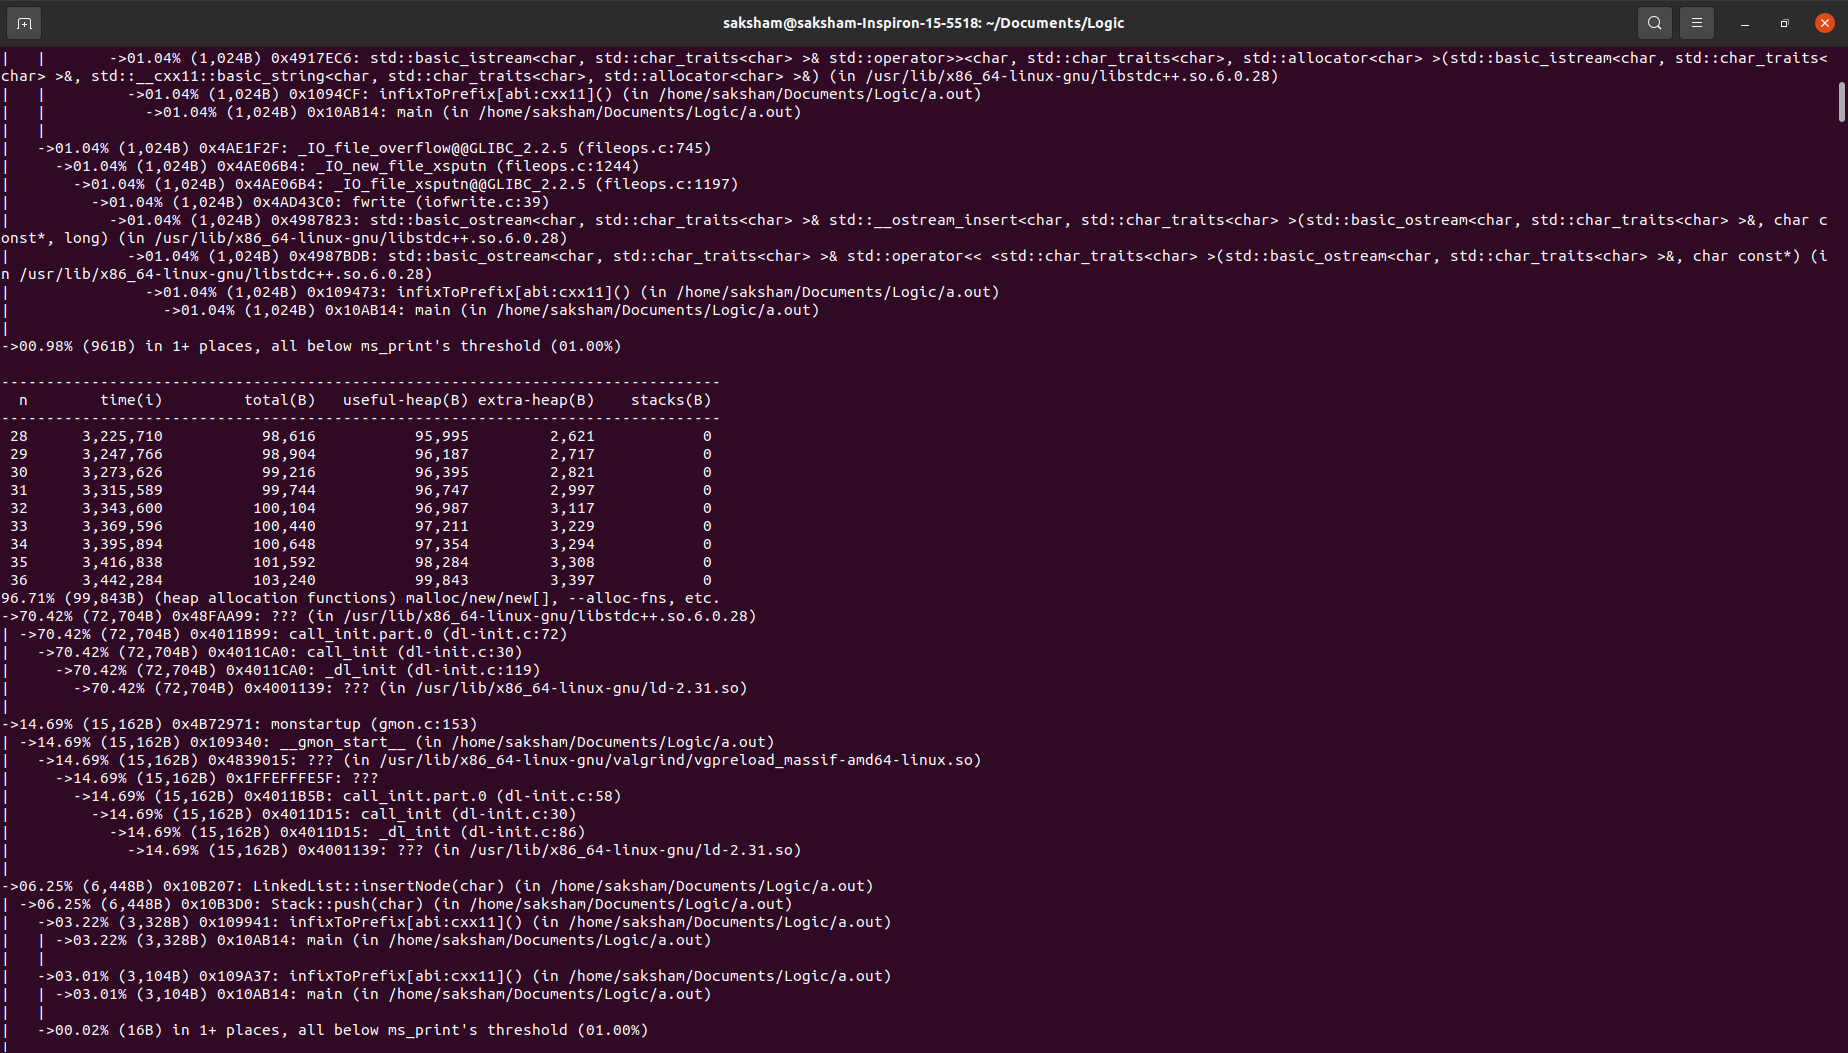 saksham@saksham-Inspiron-15-5518: ~/Documents/Logic
|   |       ->01.04% (1,024B) 0x4917EC6: std::basic_istream<char, std::char_traits<char> >& std::operator>><char, std::char_traits<char>, std::allocator<char> >(std::basic_istream<char, std::char_traits<
char> >&, std::__cxx11::basic_string<char, std::char_traits<char>, std::allocator<char> >&) (in /usr/lib/x86_64-linux-gnu/libstdc++.so.6.0.28)
|   |         ->01.04% (1,024B) 0x1094CF: infixToPrefix[abi:cxx11]() (in /home/saksham/Documents/Logic/a.out)
|   |           ->01.04% (1,024B) 0x10AB14: main (in /home/saksham/Documents/Logic/a.out)
|   |
|   ->01.04% (1,024B) 0x4AE1F2F: _IO_file_overflow@@GLIBC_2.2.5 (fileops.c:745)
|     ->01.04% (1,024B) 0x4AE06B4: _IO_new_file_xsputn (fileops.c:1244)
|       ->01.04% (1,024B) 0x4AE06B4: _IO_file_xsputn@@GLIBC_2.2.5 (fileops.c:1197)
|         ->01.04% (1,024B) 0x4AD43C0: fwrite (iofwrite.c:39)
|           ->01.04% (1,024B) 0x4987823: std::basic_ostream<char, std::char_traits<char> >& std::__ostream_insert<char, std::char_traits<char> >(std::basic_ostream<char, std::char_traits<char> >&, char c
onst*, long) (in /usr/lib/x86_64-linux-gnu/libstdc++.so.6.0.28)
|             ->01.04% (1,024B) 0x4987BDB: std::basic_ostream<char, std::char_traits<char> >& std::operator<< <std::char_traits<char> >(std::basic_ostream<char, std::char_traits<char> >&, char const*) (i
n /usr/lib/x86_64-linux-gnu/libstdc++.so.6.0.28)
|               ->01.04% (1,024B) 0x109473: infixToPrefix[abi:cxx11]() (in /home/saksham/Documents/Logic/a.out)
|                 ->01.04% (1,024B) 0x10AB14: main (in /home/saksham/Documents/Logic/a.out)
|
->00.98% (961B) in 1+ places, all below ms_print's threshold (01.00%)
--------------------------------------------------------------------------------
  n        time(i)         total(B)   useful-heap(B) extra-heap(B)    stacks(B)
--------------------------------------------------------------------------------
 28      3,225,710           98,616           95,995         2,621            0
 29      3,247,766           98,904           96,187         2,717            0
 30      3,273,626           99,216           96,395         2,821            0
 31      3,315,589           99,744           96,747         2,997            0
 32      3,343,600          100,104           96,987         3,117            0
 33      3,369,596          100,440           97,211         3,229            0
 34      3,395,894          100,648           97,354         3,294            0
 35      3,416,838          101,592           98,284         3,308            0
 36      3,442,284          103,240           99,843         3,397            0
96.71% (99,843B) (heap allocation functions) malloc/new/new[], --alloc-fns, etc.
->70.42% (72,704B) 0x48FAA99: ??? (in /usr/lib/x86_64-linux-gnu/libstdc++.so.6.0.28)
| ->70.42% (72,704B) 0x4011B99: call_init.part.0 (dl-init.c:72)
|   ->70.42% (72,704B) 0x4011CA0: call_init (dl-init.c:30)
|     ->70.42% (72,704B) 0x4011CA0: _dl_init (dl-init.c:119)
|       ->70.42% (72,704B) 0x4001139: ??? (in /usr/lib/x86_64-linux-gnu/ld-2.31.so)
|
->14.69% (15,162B) 0x4B72971: monstartup (gmon.c:153)
| ->14.69% (15,162B) 0x109340: __gmon_start__ (in /home/saksham/Documents/Logic/a.out)
|   ->14.69% (15,162B) 0x4839015: ??? (in /usr/lib/x86_64-linux-gnu/valgrind/vgpreload_massif-amd64-linux.so)
|     ->14.69% (15,162B) 0x1FFEFFFE5F: ???
|       ->14.69% (15,162B) 0x4011B5B: call_init.part.0 (dl-init.c:58)
|         ->14.69% (15,162B) 0x4011D15: call_init (dl-init.c:30)
|           ->14.69% (15,162B) 0x4011D15: _dl_init (dl-init.c:86)
|             ->14.69% (15,162B) 0x4001139: ??? (in /usr/lib/x86_64-linux-gnu/ld-2.31.so)
|
->06.25% (6,448B) 0x10B207: LinkedList::insertNode(char) (in /home/saksham/Documents/Logic/a.out)
| ->06.25% (6,448B) 0x10B3D0: Stack::push(char) (in /home/saksham/Documents/Logic/a.out)
|   ->03.22% (3,328B) 0x109941: infixToPrefix[abi:cxx11]() (in /home/saksham/Documents/Logic/a.out)
|   | ->03.22% (3,328B) 0x10AB14: main (in /home/saksham/Documents/Logic/a.out)
|   |
|   ->03.01% (3,104B) 0x109A37: infixToPrefix[abi:cxx11]() (in /home/saksham/Documents/Logic/a.out)
|   | ->03.01% (3,104B) 0x10AB14: main (in /home/saksham/Documents/Logic/a.out)
|   |
|   ->00.02% (16B) in 1+ places, all below ms_print's threshold (01.00%)
|